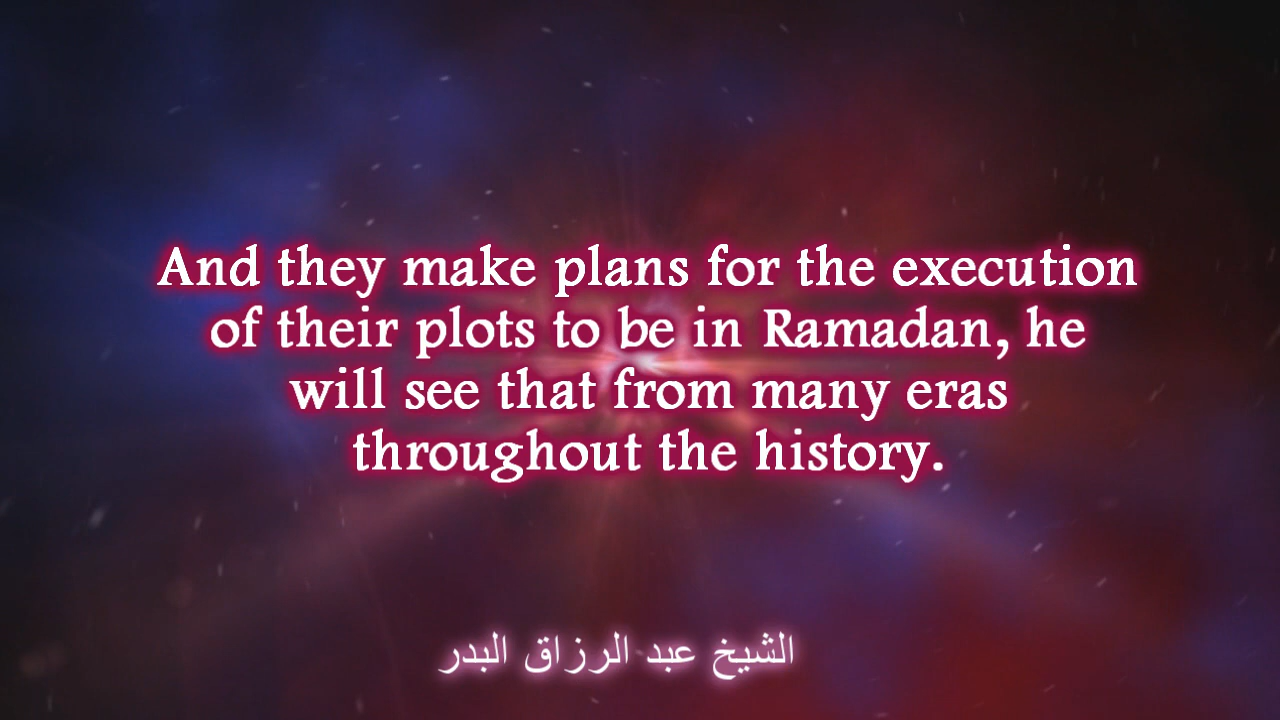 And they make plans for the execution
of their plots to be in Ramadan, he
will see that from many eras
throughout the history.
الشيخ عبد الرزاق البدر